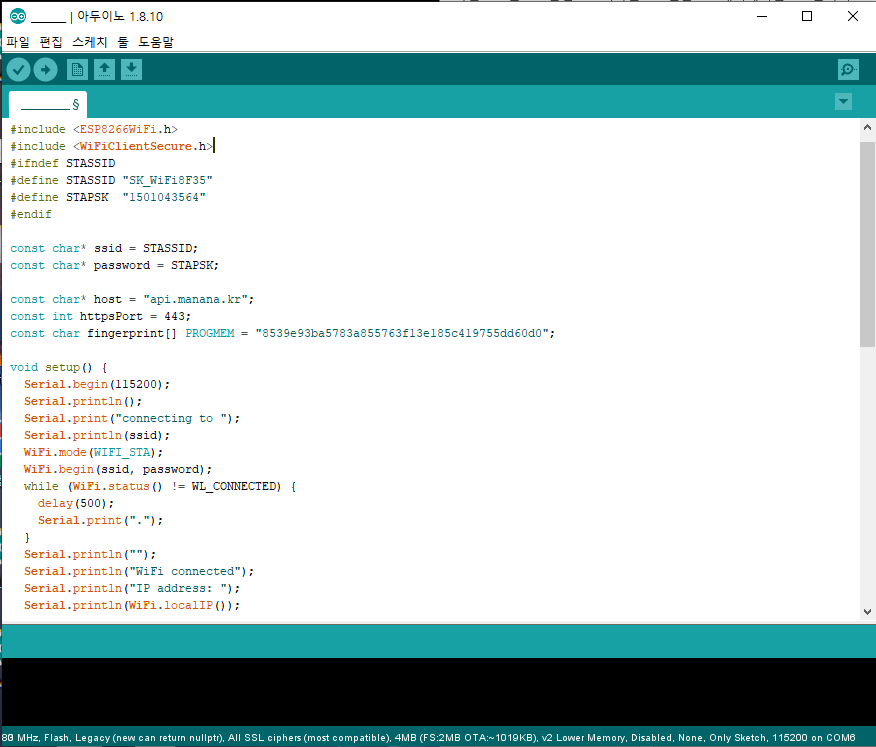 _____ | 아두이노 1.8.10
파일 편집 스케치 툴 도움말
_______ §
#include <ESP8266WiFi.h>
#include <WiFiClientSecure.h>
#ifndef STASSID
#define STASSID "SK_WiFi8F35"
#define STAPSK  "1501043564"
#endif
const char* ssid = STASSID;
const char* password = STAPSK;
const char* host = "api.manana.kr";
const int httpsPort = 443;
const char fingerprint[] PROGMEM = "8539e93ba5783a855763f13e185c419755dd60d0";
void setup() {
  Serial.begin(115200);
  Serial.println();
  Serial.print("connecting to ");
  Serial.println(ssid);
  WiFi.mode(WIFI_STA);
  WiFi.begin(ssid, password);
  while (WiFi.status() != WL_CONNECTED) {
    delay(500);
    Serial.print(".");
  }
  Serial.println("");
  Serial.println("WiFi connected");
  Serial.println("IP address: ");
  Serial.println(WiFi.localIP());
80 MHz, Flash, Legacy (new can return nullptr), All SSL ciphers (most compatible), 4MB (FS:2MB OTA:~1019KB), v2 Lower Memory, Disabled, None, Only Sketch, 115200 on COM6